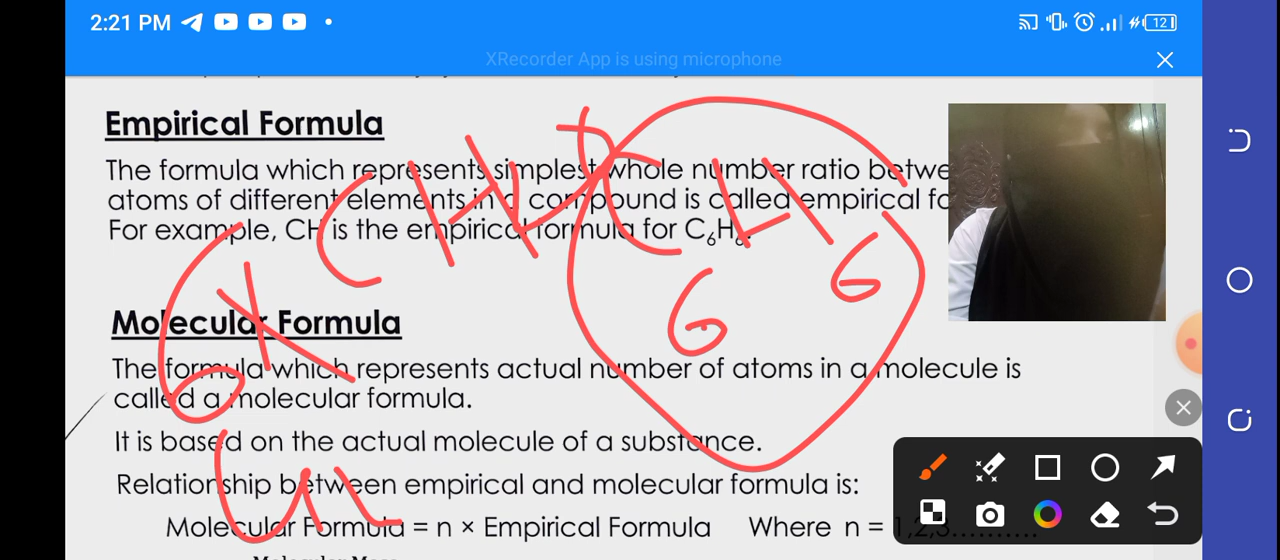 2:21 PM
12
XRecorder App is using microphone
Empirical Formula
The formula which represents simplest whole number ratio betwe
atoms of different elements in a compound is called empirical fo
For example, CH is the empirical formula for C₆H₆.
6 X CH C H
6 6
Molecular Formula
The formula which represents actual number of atoms in a molecule is
called a molecular formula.
It is based on the actual molecule of a substance.
Relationship between empirical and molecular formula is:
Molecular Formula = n × Empirical Formula Where n = 1,2,3..........
Molecular Mass